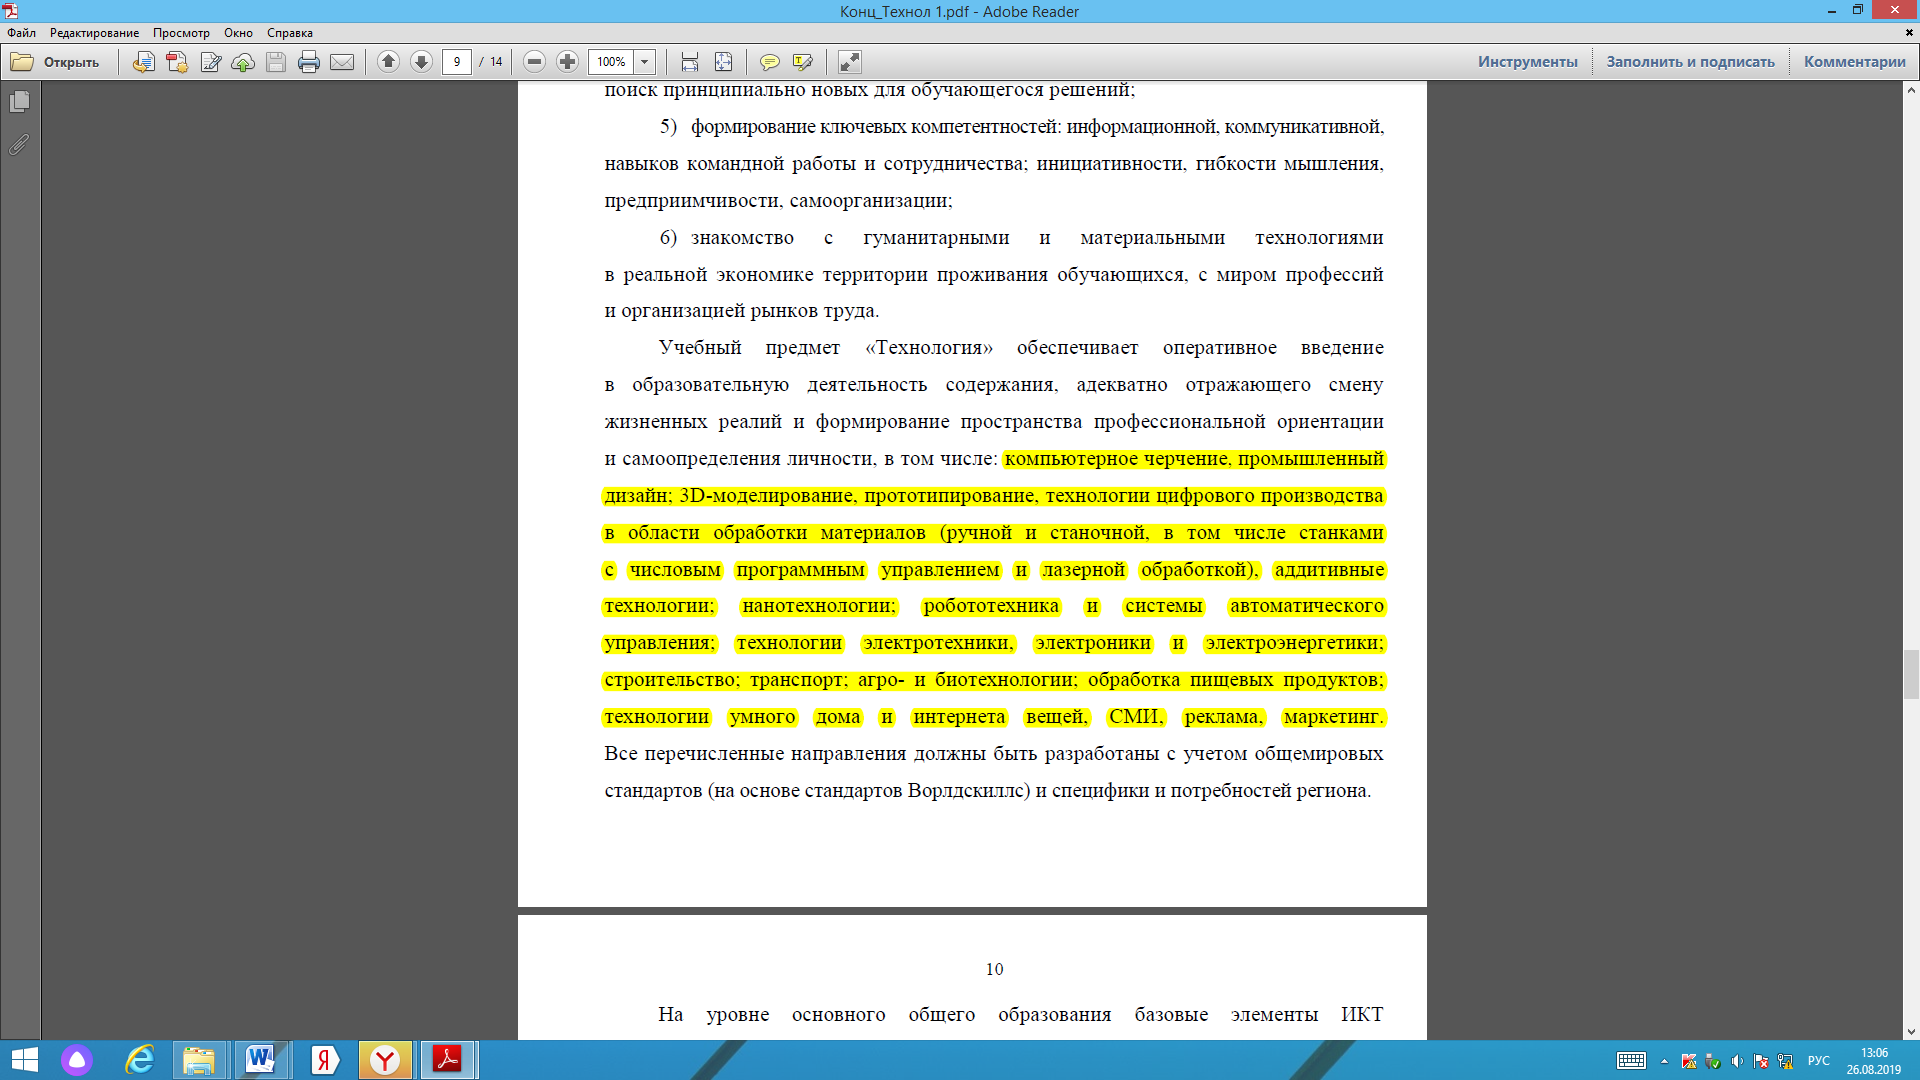 Конц_Технол 1.pdf - Adobe Reader
Файл Редактирование Просмотр Окно Справка
Открыть 9 / 14 100% Инструменты Заполнить и подписать Комментарии
поиск принципиально новых для обучающегося решений;
5) формирование ключевых компетентностей: информационной, коммуникативной,
навыков командной работы и сотрудничества; инициативности, гибкости мышления,
предприимчивости, самоорганизации;
6) знакомство с гуманитарными и материальными технологиями
в реальной экономике территории проживания обучающихся, с миром профессий
и организацией рынков труда.
Учебный предмет «Технология» обеспечивает оперативное введение
в образовательную деятельность содержания, адекватно отражающего смену
жизненных реалий и формирование пространства профессиональной ориентации
и самоопределения личности, в том числе: компьютерное черчение, промышленный
дизайн; 3D-моделирование, прототипирование, технологии цифрового производства
в области обработки материалов (ручной и станочной, в том числе станками
с числовым программным управлением и лазерной обработкой), аддитивные
технологии; нанотехнологии; робототехника и системы автоматического
управления; технологии электротехники, электроники и электроэнергетики;
строительство; транспорт; агро- и биотехнологии; обработка пищевых продуктов;
технологии умного дома и интернета вещей, СМИ, реклама, маркетинг.
Все перечисленные направления должны быть разработаны с учетом общемировых
стандартов (на основе стандартов Ворлдскиллс) и специфики и потребностей региона.
10
На уровне основного общего образования базовые элементы ИКТ
РУС
13:06
26.08.2019